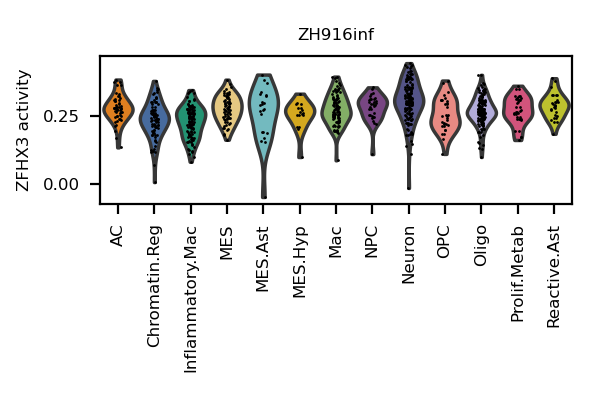 ZH916inf
ZFHX3 activity
0.25
0.00
AC
Chromatin.Reg
Inflammatory.Mac
MES
MES.Ast
MES.Hyp
Mac
NPC
Neuron
OPC
Oligo
Prolif.Metab
Reactive.Ast